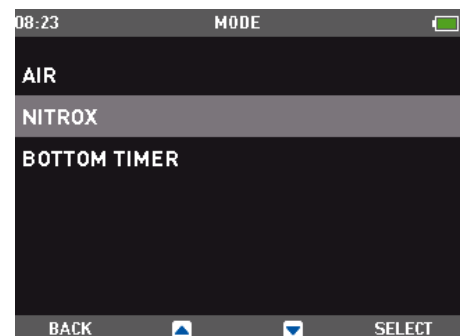 08:23 MODE
AIR
NITROX
BOTTOM TIMER
BACK SELECT